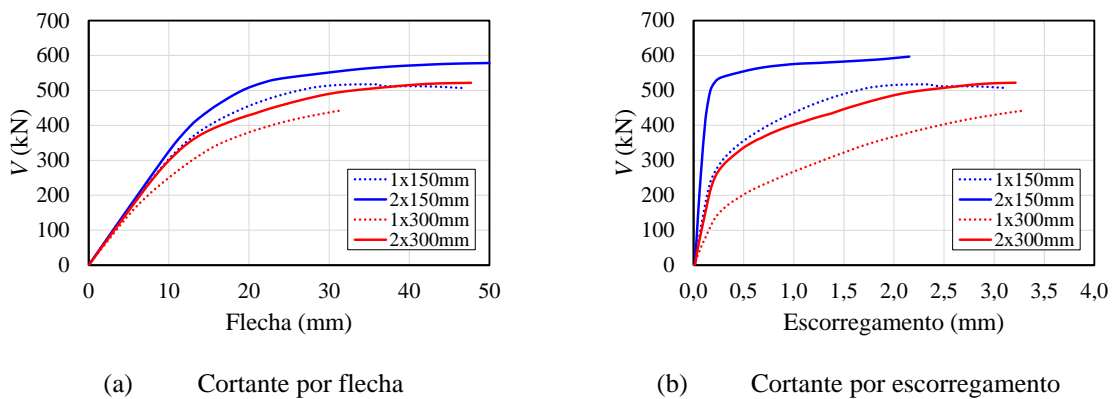 700
600
500
400
300
200
100
0
V (kN)
0 10 20 30 40 50
Flecha (mm)
1x150mm
2x150mm
1x300mm
2x300mm
(a) Cortante por flecha
700
600
500
400
300
200
100
0
V (kN)
0,0 0,5 1,0 1,5 2,0 2,5 3,0 3,5 4,0
Escorregamento (mm)
1x150mm
2x150mm
1x300mm
2x300mm
(b) Cortante por escorregamento